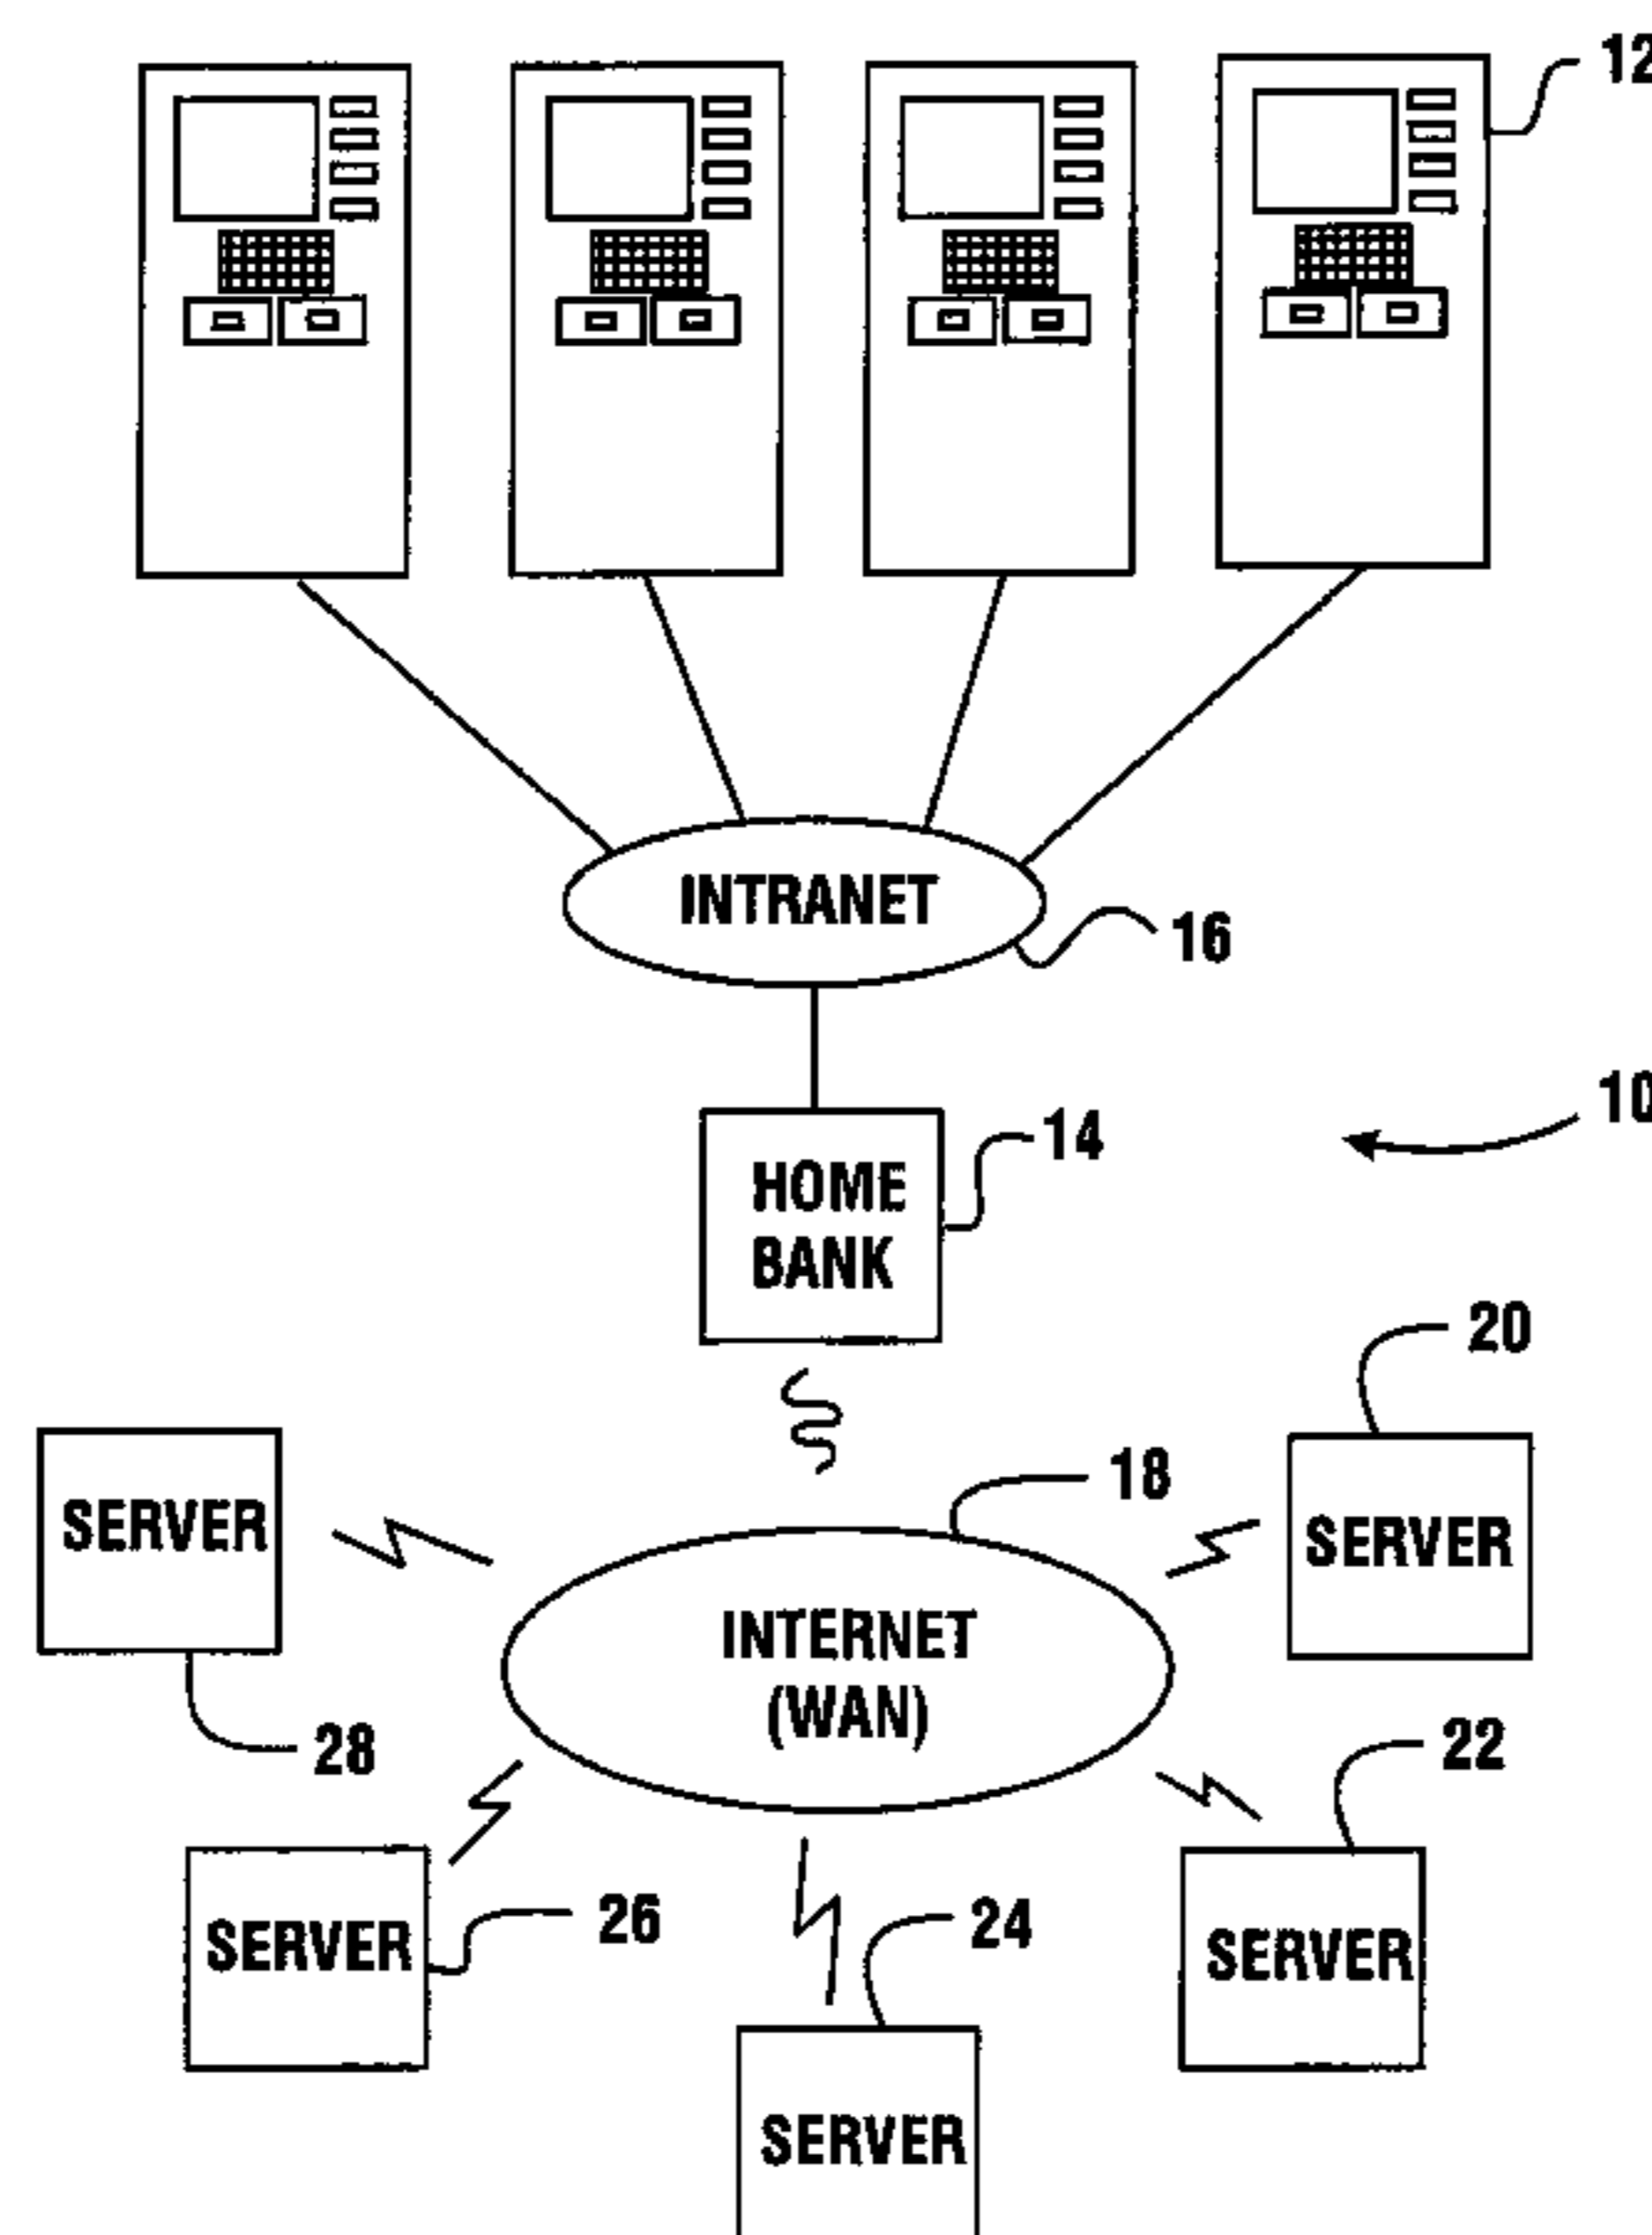 12
INTRANET
16
14
HOME
BANK
10
20
18
SERVER
SERVER
INTERNET
(WAN)
28
22
26
24
SERVER
SERVER
SERVER